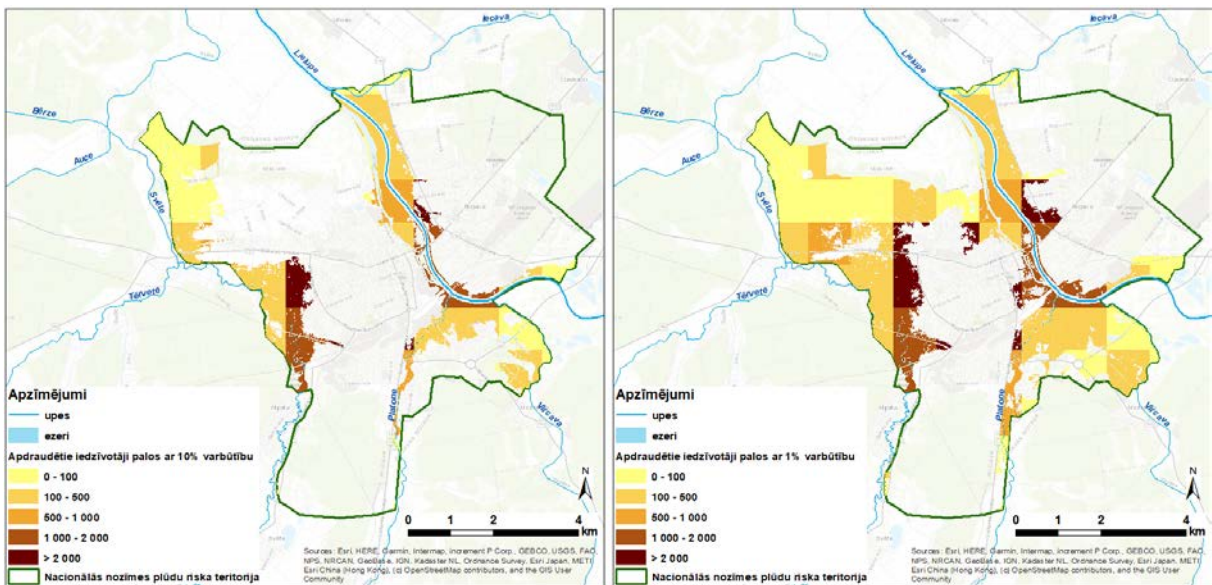 Iecava
Lielupe
Bērze
Auce
Svēte
Tērvete
Platone
Vircava
Apzīmējumi
upes
ezeri
Apdraudētie iedzīvotāji palos ar 10% varbūtību
0 - 100
100 - 500
500 - 1 000
1 000 - 2 000
> 2 000
Nacionālās nozīmes plūdu riska teritorija
N
0 1 2 4
km
Sources: Esri, HERE, Garmin, Intermap, increment P Corp., GEBCO, USGS, FAO,
NPS, NRCAN, GeoBase, IGN, Kadaster NL, Ordnance Survey, Esri Japan, METI,
Esri China (Hong Kong), (c) OpenStreetMap contributors, and the GIS User
Community
Iecava
Lielupe
Bērze
Auce
Svēte
Tērvete
Platone
Vircava
Apzīmējumi
upes
ezeri
Apdraudētie iedzīvotāji palos ar 1% varbūtību
0 - 100
100 - 500
500 - 1 000
1 000 - 2 000
> 2 000
Nacionālās nozīmes plūdu riska teritorija
N
0 1 2 4
km
Sources: Esri, HERE, Garmin, Intermap, increment P Corp., GEBCO, USGS, FAO,
NPS, NRCAN, GeoBase, IGN, Kadaster NL, Ordnance Survey, Esri Japan, METI,
Esri China (Hong Kong), (c) OpenStreetMap contributors, and the GIS User
Community